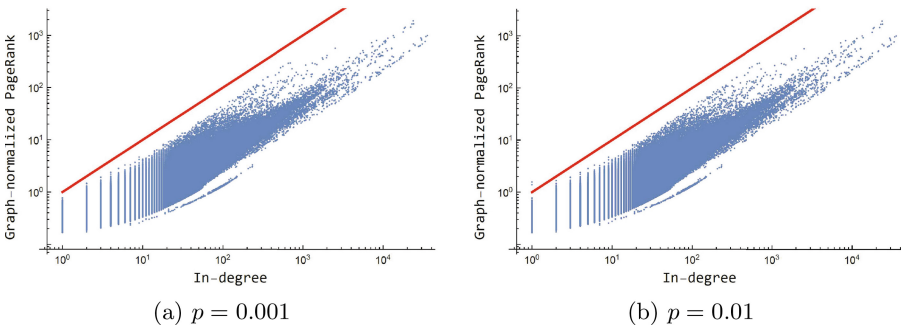 Graph-normalized PageRank
10³
10²
10¹
10⁰
10⁰ 10¹ 10² 10³ 10⁴
In-degree
(a) p = 0.001
Graph-normalized PageRank
10³
10²
10¹
10⁰
10⁰ 10¹ 10² 10³ 10⁴
In-degree
(b) p = 0.01